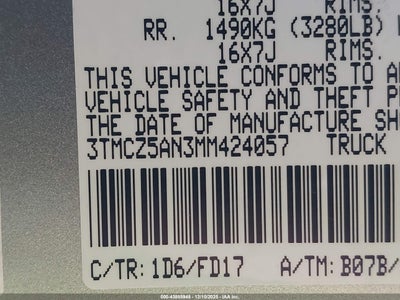 16X7J RIMS.
RR. 1490KG (3280LB)
16X7J RIMS.
THIS VEHICLE CONFORMS TO
VEHICLE SAFETY AND THEFT
THE DATE OF MANUFACTURE
3TMCZ5AN3MM424057 TRUCK
C/TR: 1D6/FD17 A/TM: B07B/